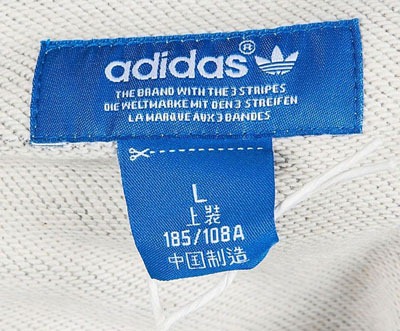 adidas®
THE BRAND WITH THE 3 STRIPES
DIE WELTMARKE MIT DEN 3 STREIFEN
LA MARQUE AUX 3 BANDES
L
上装
185/108A
中国制造